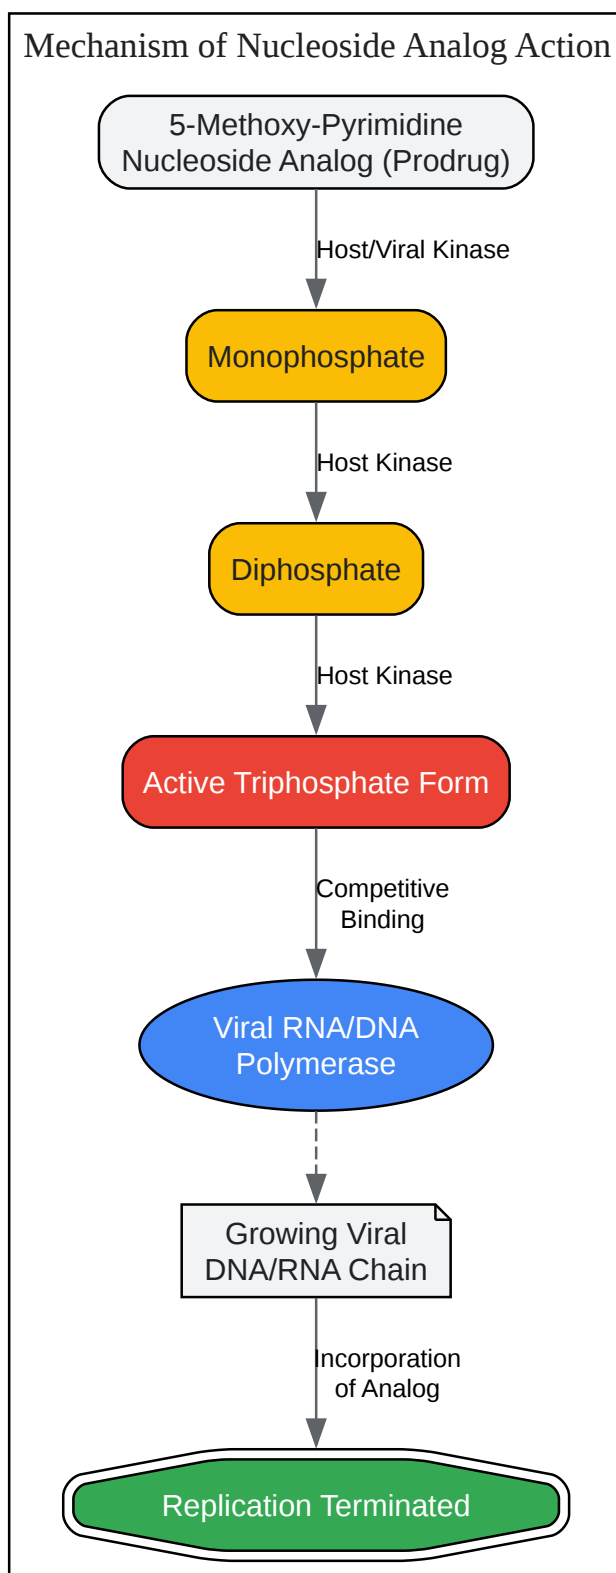 Mechanism of Nucleoside Analog Action
5-Methoxy-Pyrimidine
Nucleoside Analog (Prodrug)
Host/Viral Kinase
Monophosphate
Host Kinase
Diphosphate
Host Kinase
Active Triphosphate Form
Competitive
Binding
Viral RNA/DNA
Polymerase
Growing Viral
DNA/RNA Chain
Incorporation
of Analog
Replication Terminated